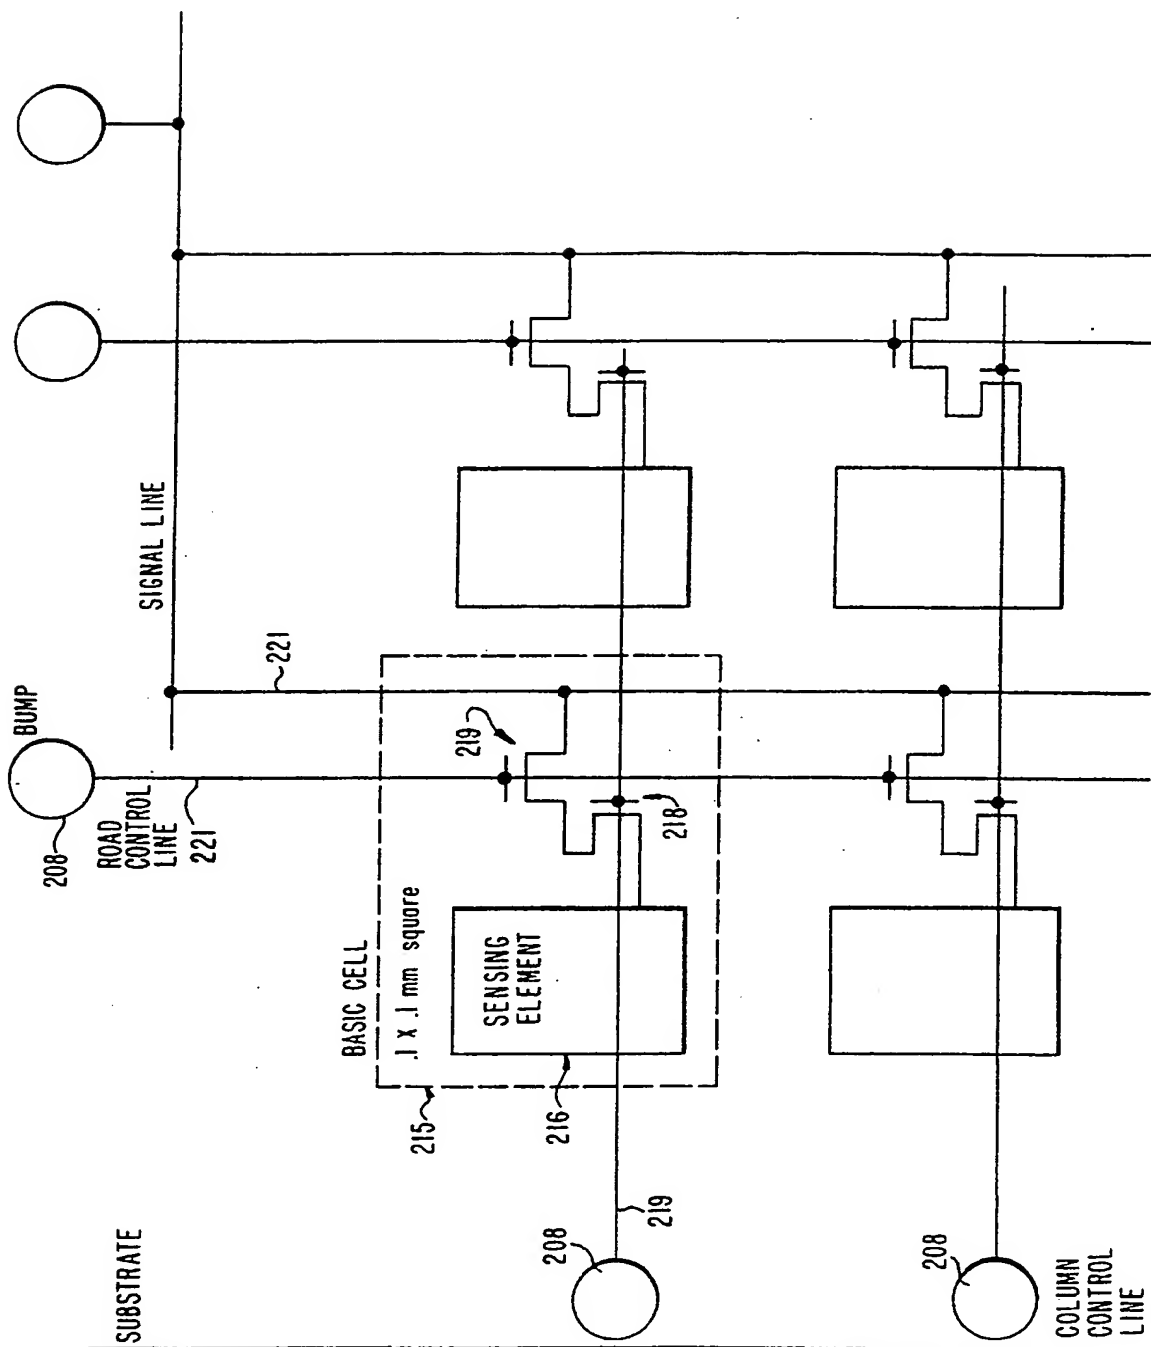 BUMP
208
ROAD
CONTROL
LINE
221
SUBSTRATE
SIGNAL LINE
221
BASIC CELL
.1 X .1 mm square
215
219
SENSING
ELEMENT
208
216
219
218
208
COLUMN
CONTROL
LINE